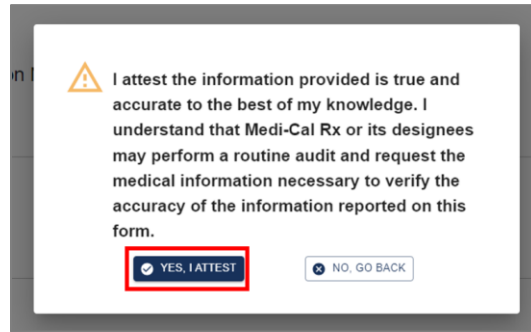 I attest the information provided is true and
accurate to the best of my knowledge. I
understand that Medi-Cal Rx or its designees
may perform a routine audit and request the
medical information necessary to verify the
accuracy of the information reported on this
form.
YES, I ATTEST
NO, GO BACK